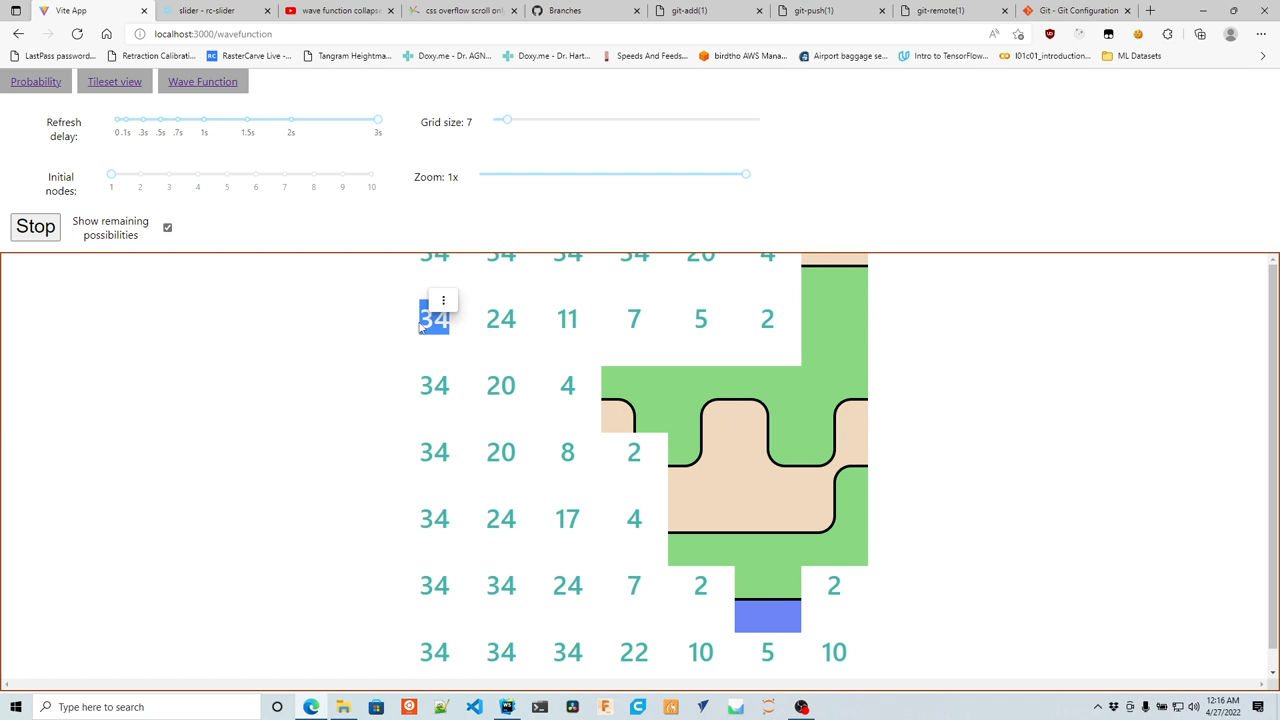 Vite App
slider - rc-slider
wave function collaps
css overflow scroll only
Branches
git-add(1)
git-push(1)
git-remote(1)
Git - Git Configuration
localhost:3000/wavefunction
LastPass password...
Retraction Calibrati...
RasterCarve Live -...
Tangram Heightma...
Doxy.me - Dr. AGN...
Doxy.me - Dr. Hart...
Speeds And Feeds...
birdtho AWS Mana...
Airport baggage se...
Intro to TensorFlow...
l01c01_introduction...
ML Datasets
Probability
Tileset view
Wave Function
Refresh delay:
0 .1s .3s .5s .7s 1s 1.5s 2s 3s
Grid size: 7
Initial nodes:
1 2 3 4 5 6 7 8 9 10
Zoom: 1x
Stop
Show remaining possibilities
34 34 34 34 20 4
34 24 11 7 5 2
34 20 4
34 20 8 2
34 24 17 4
34 34 24 7 2 2
34 34 34 22 10 5 10
Type here to search
12:16 AM
4/27/2022